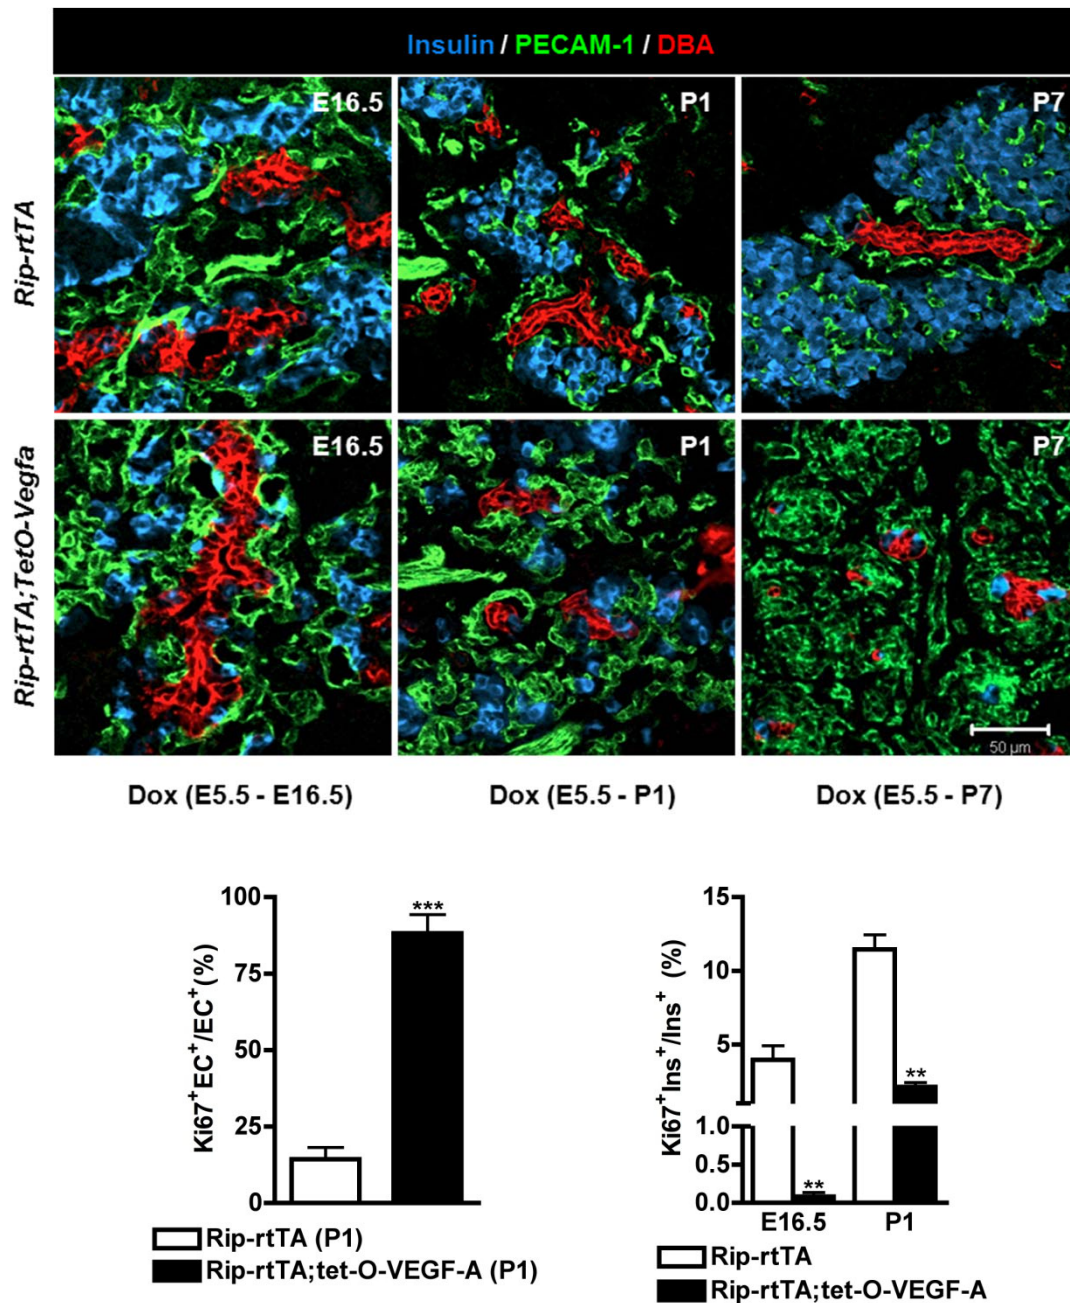 Insulin / PECAM-1 / DBA
Rip-rtTA
E16.5
P1
P7
Rip-rtTA;TetO-Vegfa
E16.5
P1
P7
50 µm
Dox (E5.5 - E16.5)
Dox (E5.5 - P1)
Dox (E5.5 - P7)
Ki67+EC+/EC+(%)
100
75
50
25
0
***
Rip-rtTA (P1)
Rip-rtTA;tet-O-VEGF-A (P1)
Ki67+Ins+/Ins+ (%)
15
10
5
1.0
0.5
0.0
**
**
E16.5
P1
Rip-rtTA
Rip-rtTA;tet-O-VEGF-A